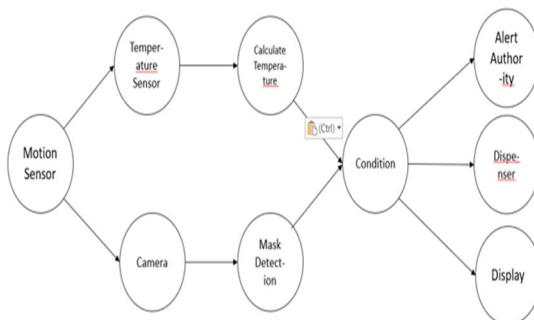 Motion
Sensor
Temper-
ature
Sensor
Calculate
Tempera-
ture
(Ctrl)
Camera
Mask
Detect-
ion
Condition
Alert
Author
-ity
Dispe-
nser
Display